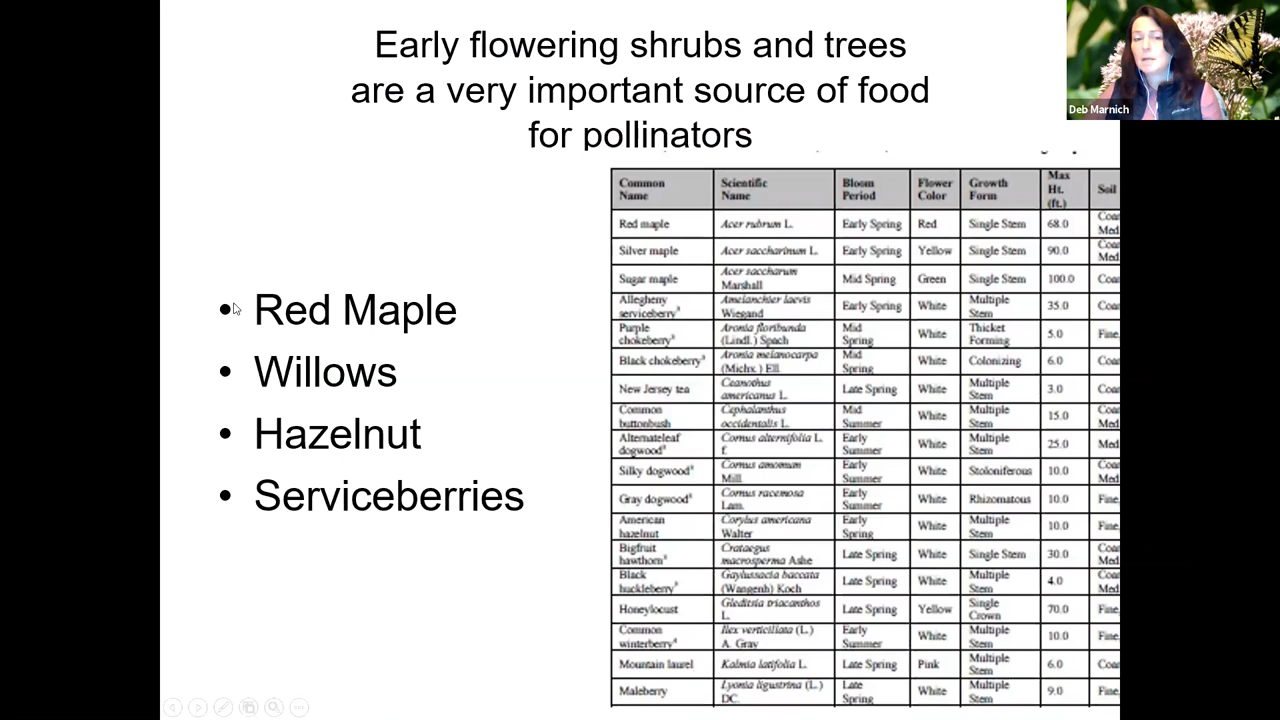 Early flowering shrubs and trees
are a very important source of food
for pollinators
Deb Marnich
• Red Maple
• Willows
• Hazelnut
• Serviceberries
Common Name Scientific Name Bloom Period Flower Color Growth Form Max Ht. (ft.) Soil
Red maple Acer rubrum L. Early Spring Red Single Stem 68.0
Silver maple Acer saccharinum L. Early Spring Yellow Single Stem 90.0
Sugar maple Acer saccharum Marshall Mid Spring Green Single Stem 100.0
Allegheny serviceberry Amelanchier laevis Wiegand Early Spring White Multiple Stem 35.0
Purple chokeberry Aronia floribunda (Lindl.) Spach Mid Spring White Thicket Forming 5.0 Fine,
Black chokeberry Aronia melanocarpa (Michx.) Ell. Mid Spring White Colonizing 6.0
New Jersey tea Ceanothus americanus L. Late Spring White Multiple Stem 3.0
Common buttonbush Cephalanthus occidentalis L. Mid Summer White Multiple Stem 15.0
Alternateleaf dogwood Cornus alternifolia L. f. Early Summer White Multiple Stem 25.0 Med
Silky dogwood Cornus amomum Mill. Early Summer White Stoloniferous 10.0
Gray dogwood Cornus racemosa Lam. Early Summer White Rhizomatous 10.0 Fine,
American hazelnut Corylus americana Walter Early Spring White Multiple Stem 10.0 Fine,
Bigfruit hawthorn Crataegus macrosperma Ashe Late Spring White Single Stem 30.0
Black huckleberry Gaylussacia baccata (Wangenh) Koch Late Spring White Multiple Stem 4.0
Honeylocust Gleditsia triacanthos L. Late Spring Yellow Single Crown 70.0 Fine,
Common winterberry Ilex verticillata (L.) A. Gray Early Summer White Multiple Stem 10.0 Fine,
Mountain laurel Kalmia latifolia L. Late Spring Pink Multiple Stem 6.0
Maleberry Lyonia ligustrina (L.) DC. Late Spring White Multiple Stem 9.0 Fine,